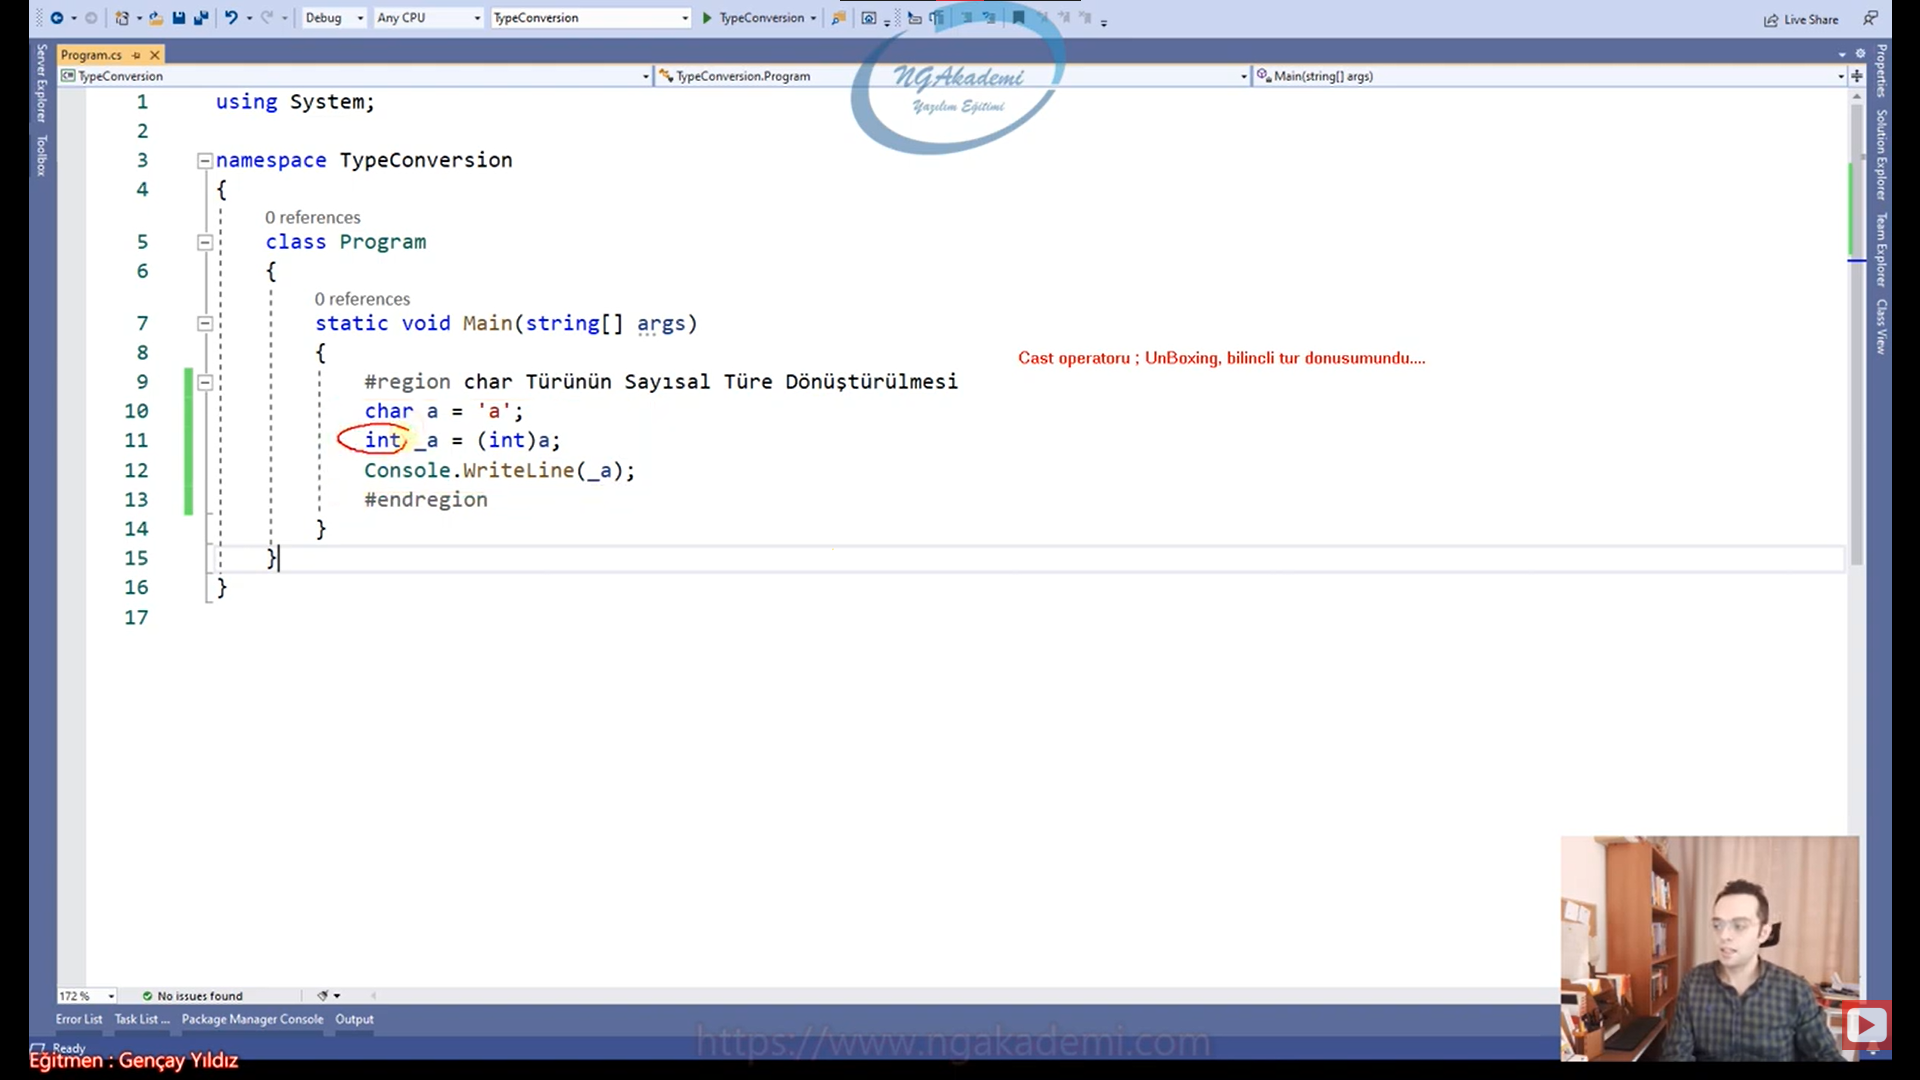 Debug Any CPU TypeConversion TypeConversion Live Share
Program.cs
TypeConversion TypeConversion.Program Main(string[] args)
NGAkademi
Yazılım Eğitimi
Server Explorer
Toolbox
Properties
Solution Explorer
Team Explorer
Class View
1 using System;
2
3 namespace TypeConversion
4 {
0 references
5 class Program
6 {
0 references
7 static void Main(string[] args)
8 {
Cast operatoru ; UnBoxing, bilincli tur donusumundu....
9 #region char Türünün Sayısal Türe Dönüştürülmesi
10 char a = 'a';
11 int _a = (int)a;
12 Console.WriteLine(_a);
13 #endregion
14 }
15 }
16 }
17
172 % No issues found
Error List Task List ... Package Manager Console Output
Ready
https://www.ngakademi.com
Eğitmen : Gençay Yıldız